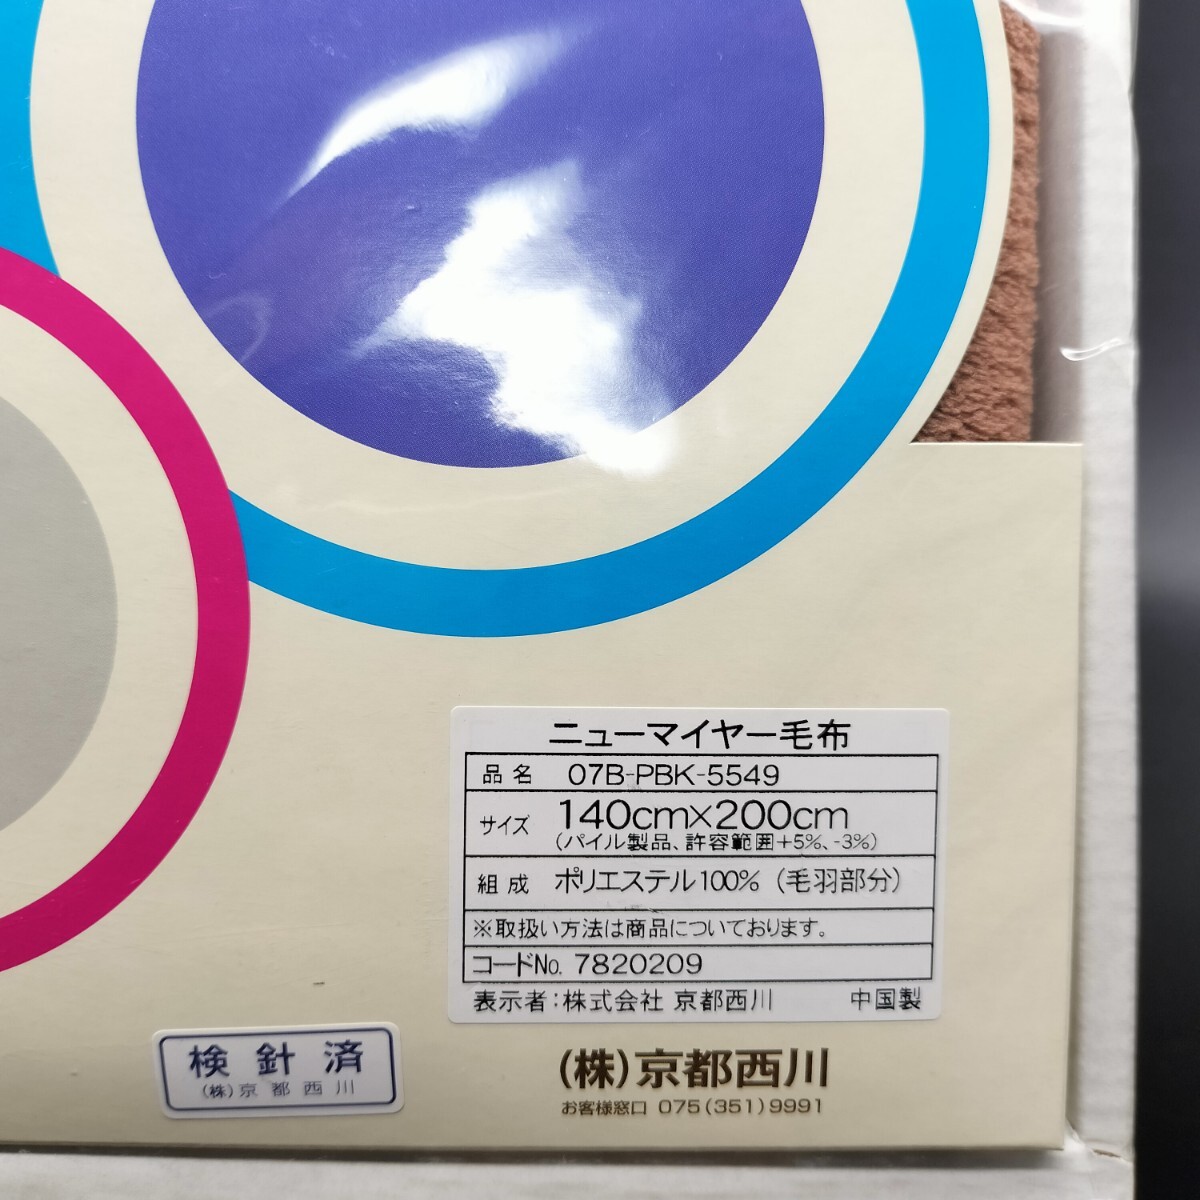 ニューマイヤー毛布
品名 07B-PBK-5549
サイズ 140cm×200cm
(パイル製品、許容範囲+5%、-3%)
組成 ポリエステル100% (毛羽部分)
※取扱い方法は商品についております。
コードNo. 7820209
表示者:株式会社 京都西川 中国製
検針済
(株)京都西川
(株)京都西川
お客様窓口 075(351)9991